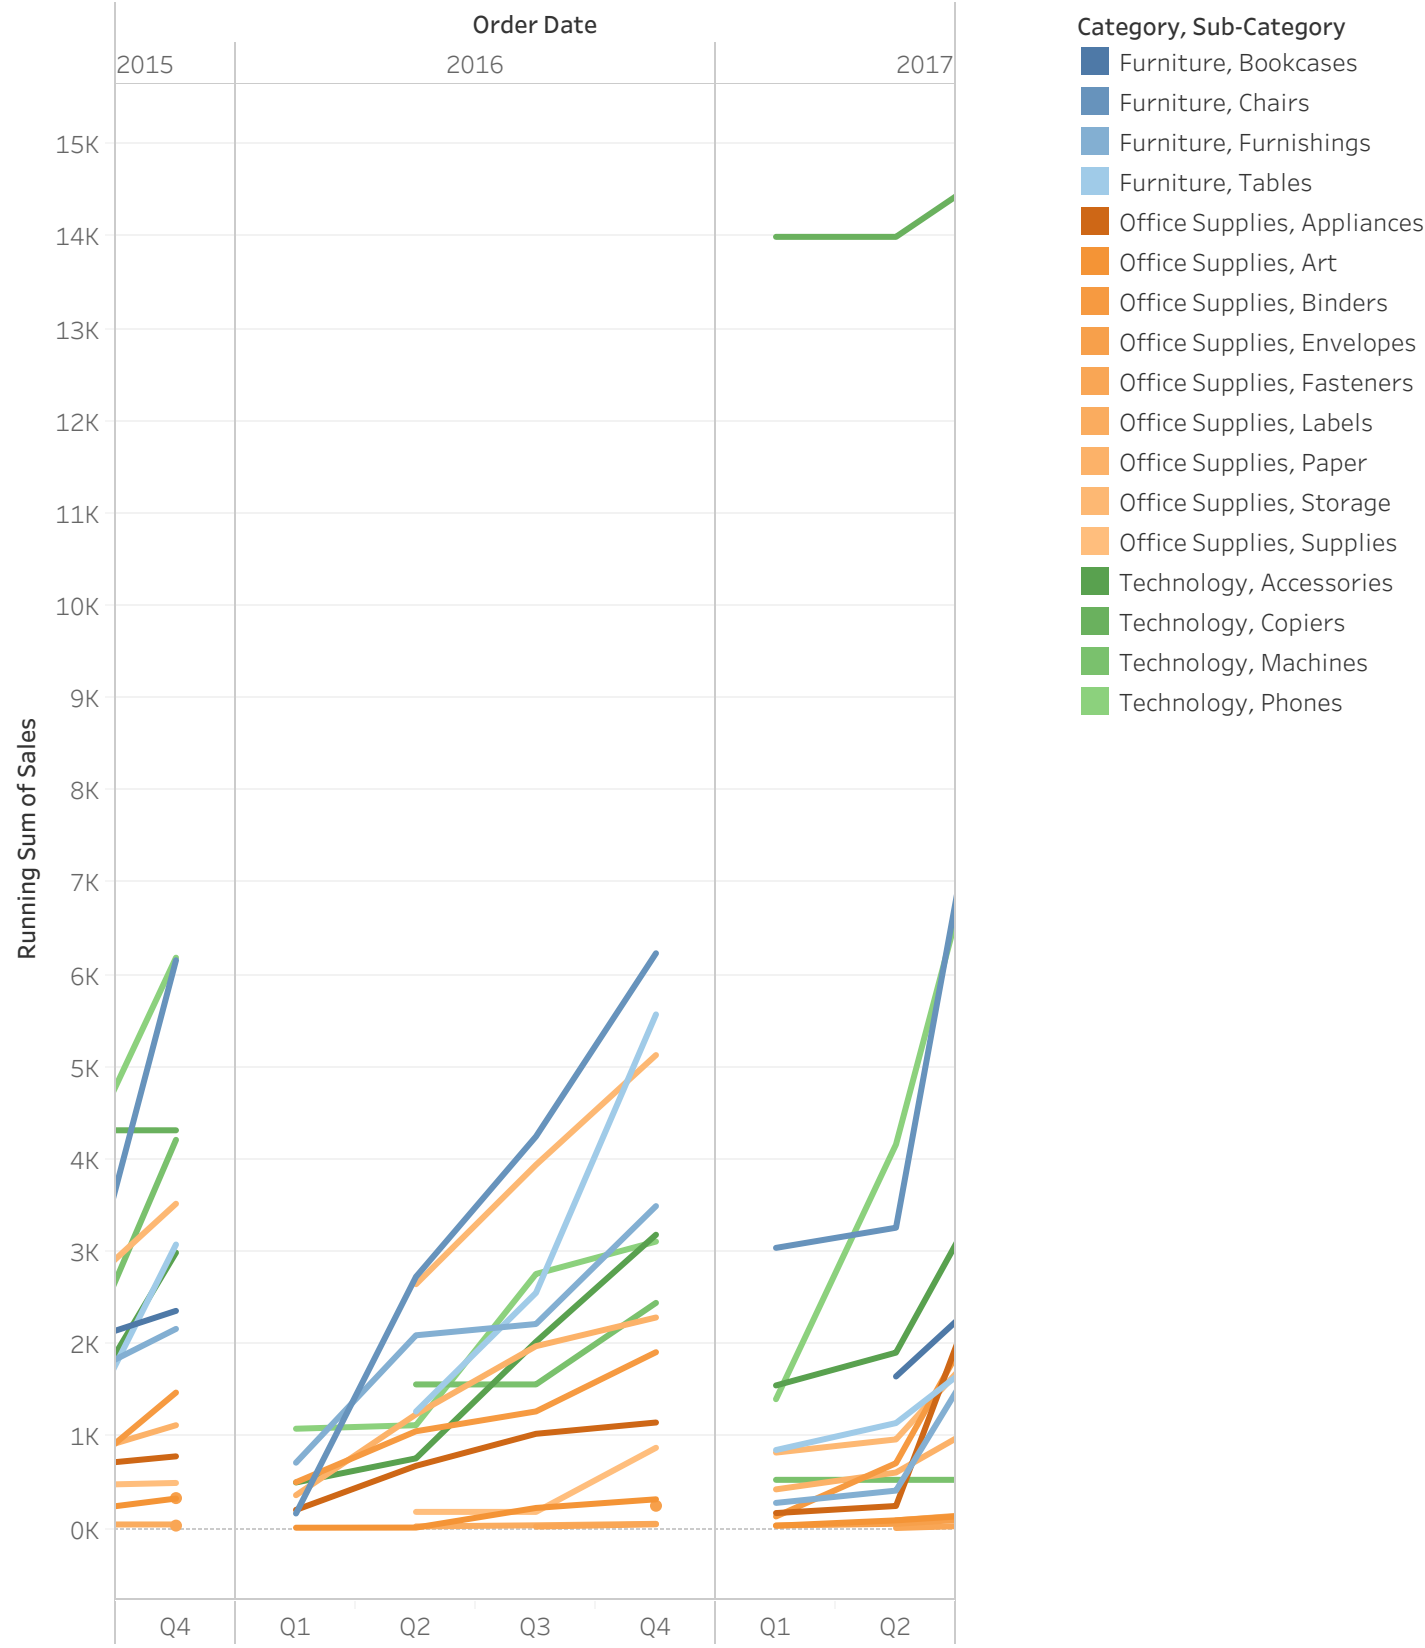 Order Date
2015
2016
2017
15K
14K
13K
12K
11K
10K
9K
8K
7K
6K
5K
4K
3K
2K
1K
0K
Running Sum of Sales
Q4
Q1
Q2
Q3
Q4
Q1
Q2
Category, Sub-Category
Furniture, Bookcases
Furniture, Chairs
Furniture, Furnishings
Furniture, Tables
Office Supplies, Appliances
Office Supplies, Art
Office Supplies, Binders
Office Supplies, Envelopes
Office Supplies, Fasteners
Office Supplies, Labels
Office Supplies, Paper
Office Supplies, Storage
Office Supplies, Supplies
Technology, Accessories
Technology, Copiers
Technology, Machines
Technology, Phones